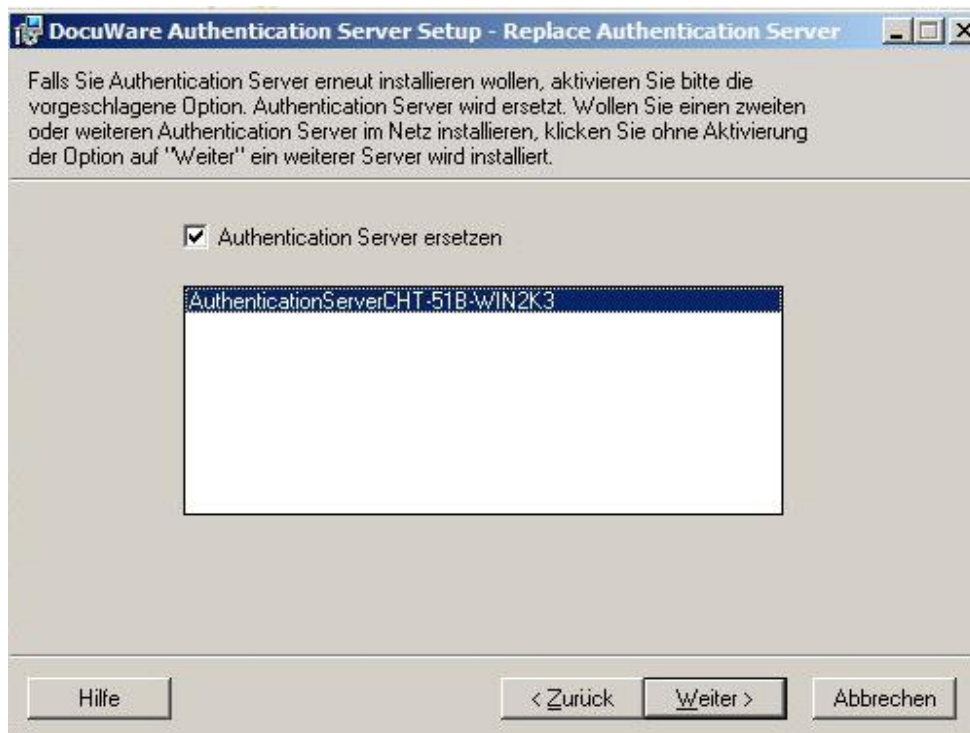 DocuWare Authentication Server Setup - Replace Authentication Server
Falls Sie Authentication Server erneut installieren wollen, aktivieren Sie bitte die
vorgeschlagene Option. Authentication Server wird ersetzt. Wollen Sie einen zweiten
oder weiteren Authentication Server im Netz installieren, klicken Sie ohne Aktivierung
der Option auf "Weiter" ein weiterer Server wird installiert.
Authentication Server ersetzen
AuthenticationServerCHT-51B-WIN2K3
Hilfe
< Zurück
Weiter >
Abbrechen